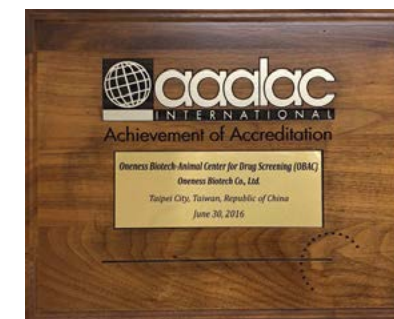 aaalac
INTERNATIONAL
Achievement of Accreditation
Oneness Biotech-Animal Center for Drug Screening (OBAC)
Oneness Biotech Co., Ltd.
Taipei City, Taiwan, Republic of China
June 30, 2016